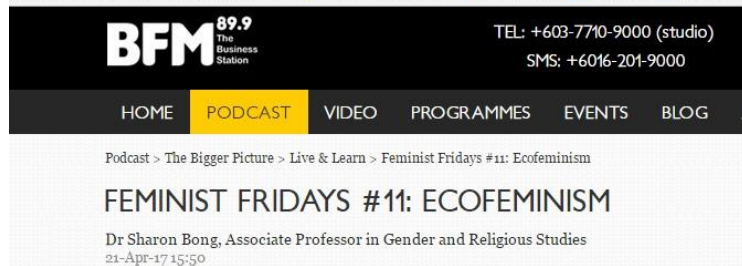 BFM 89.9
The
Business
Station
TEL: +603-7710-9000 (studio)
SMS: +6016-201-9000
HOME PODCAST VIDEO PROGRAMMES EVENTS BLOG
Podcast > The Bigger Picture > Live & Learn > Feminist Fridays #11: Ecofeminism
FEMINIST FRIDAYS #11: ECOFEMINISM
Dr Sharon Bong, Associate Professor in Gender and Religious Studies
21-Apr-17 15:50